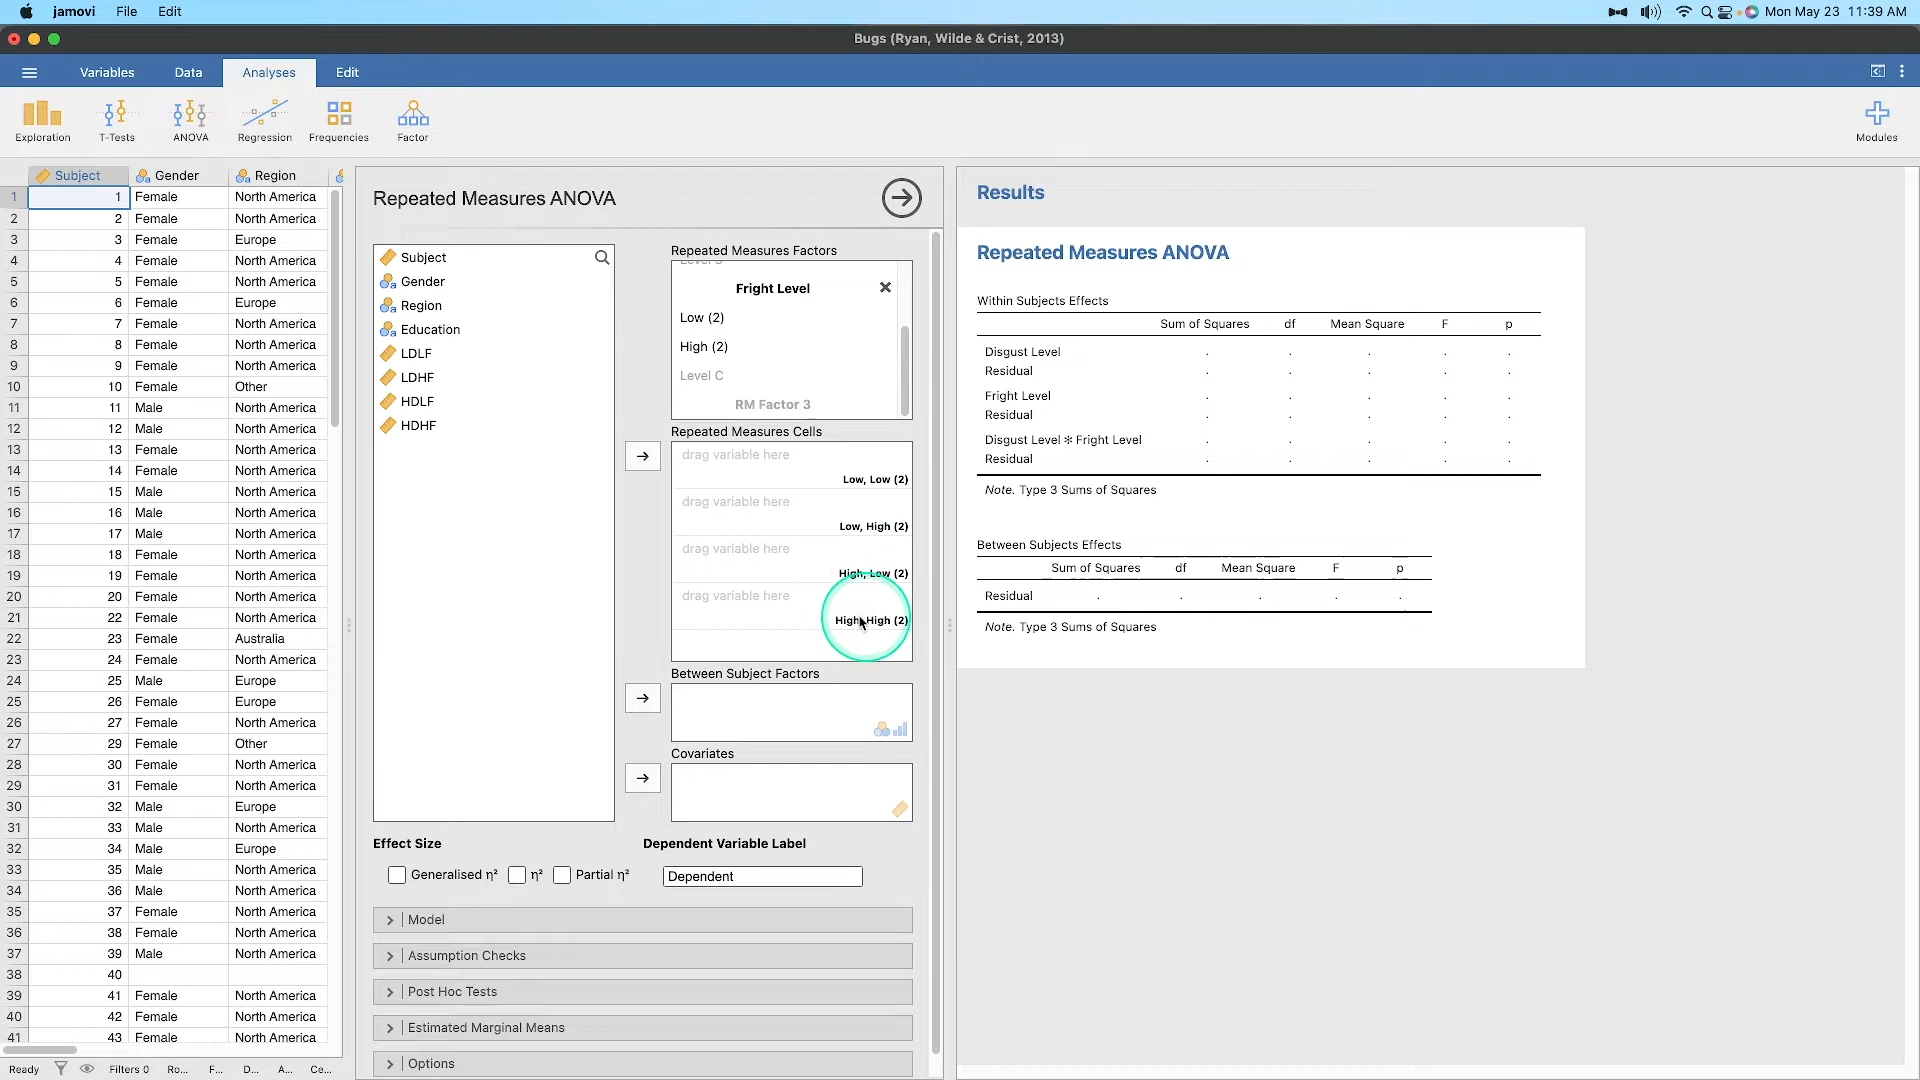 jamovi File Edit Mon May 23 11:39 AM
Bugs (Ryan, Wilde & Crist, 2013)
Variables Data Analyses Edit
Exploration T-Tests ANOVA Regression Frequencies Factor Modules
Subject Gender Region
1 1 Female North America
2 2 Female North America
3 3 Female Europe
4 4 Female North America
5 5 Female North America
6 6 Female Europe
7 7 Female North America
8 8 Female North America
9 9 Female North America
10 10 Female Other
11 11 Male North America
12 12 Male North America
13 13 Female North America
14 14 Female North America
15 15 Male North America
16 16 Male North America
17 17 Male North America
18 18 Female North America
19 19 Female North America
20 20 Female North America
21 22 Female North America
22 23 Female Australia
23 24 Female North America
24 25 Male Europe
25 26 Female Europe
26 27 Female North America
27 29 Female Other
28 30 Female North America
29 31 Female North America
30 32 Male Europe
31 33 Male North America
32 34 Male Europe
33 35 Male North America
34 36 Male North America
35 37 Female North America
36 38 Female North America
37 39 Male North America
38 40
39 41 Female North America
40 42 Female North America
41 43 Female North America
Ready Filters 0 Ro... F... D... A... Ce...
Repeated Measures ANOVA
Subject
Gender
Region
Education
LDLF
LDHF
HDLF
HDHF
Repeated Measures Factors
Fright Level
Low (2)
High (2)
Level C
RM Factor 3
Repeated Measures Cells
drag variable here
Low, Low (2)
drag variable here
Low, High (2)
drag variable here
High, Low (2)
drag variable here
High, High (2)
Between Subject Factors
Covariates
Effect Size
Generalised η² η² Partial η²
Dependent Variable Label
Dependent
Model
Assumption Checks
Post Hoc Tests
Estimated Marginal Means
Options
Results
Repeated Measures ANOVA
Within Subjects Effects
Sum of Squares df Mean Square F p
Disgust Level . . . . .
Residual . . . . .
Fright Level . . . . .
Residual . . . . .
Disgust Level ✻ Fright Level . . . . .
Residual . . . . .
Note. Type 3 Sums of Squares
Between Subjects Effects
Sum of Squares df Mean Square F p
Residual . . . . .
Note. Type 3 Sums of Squares